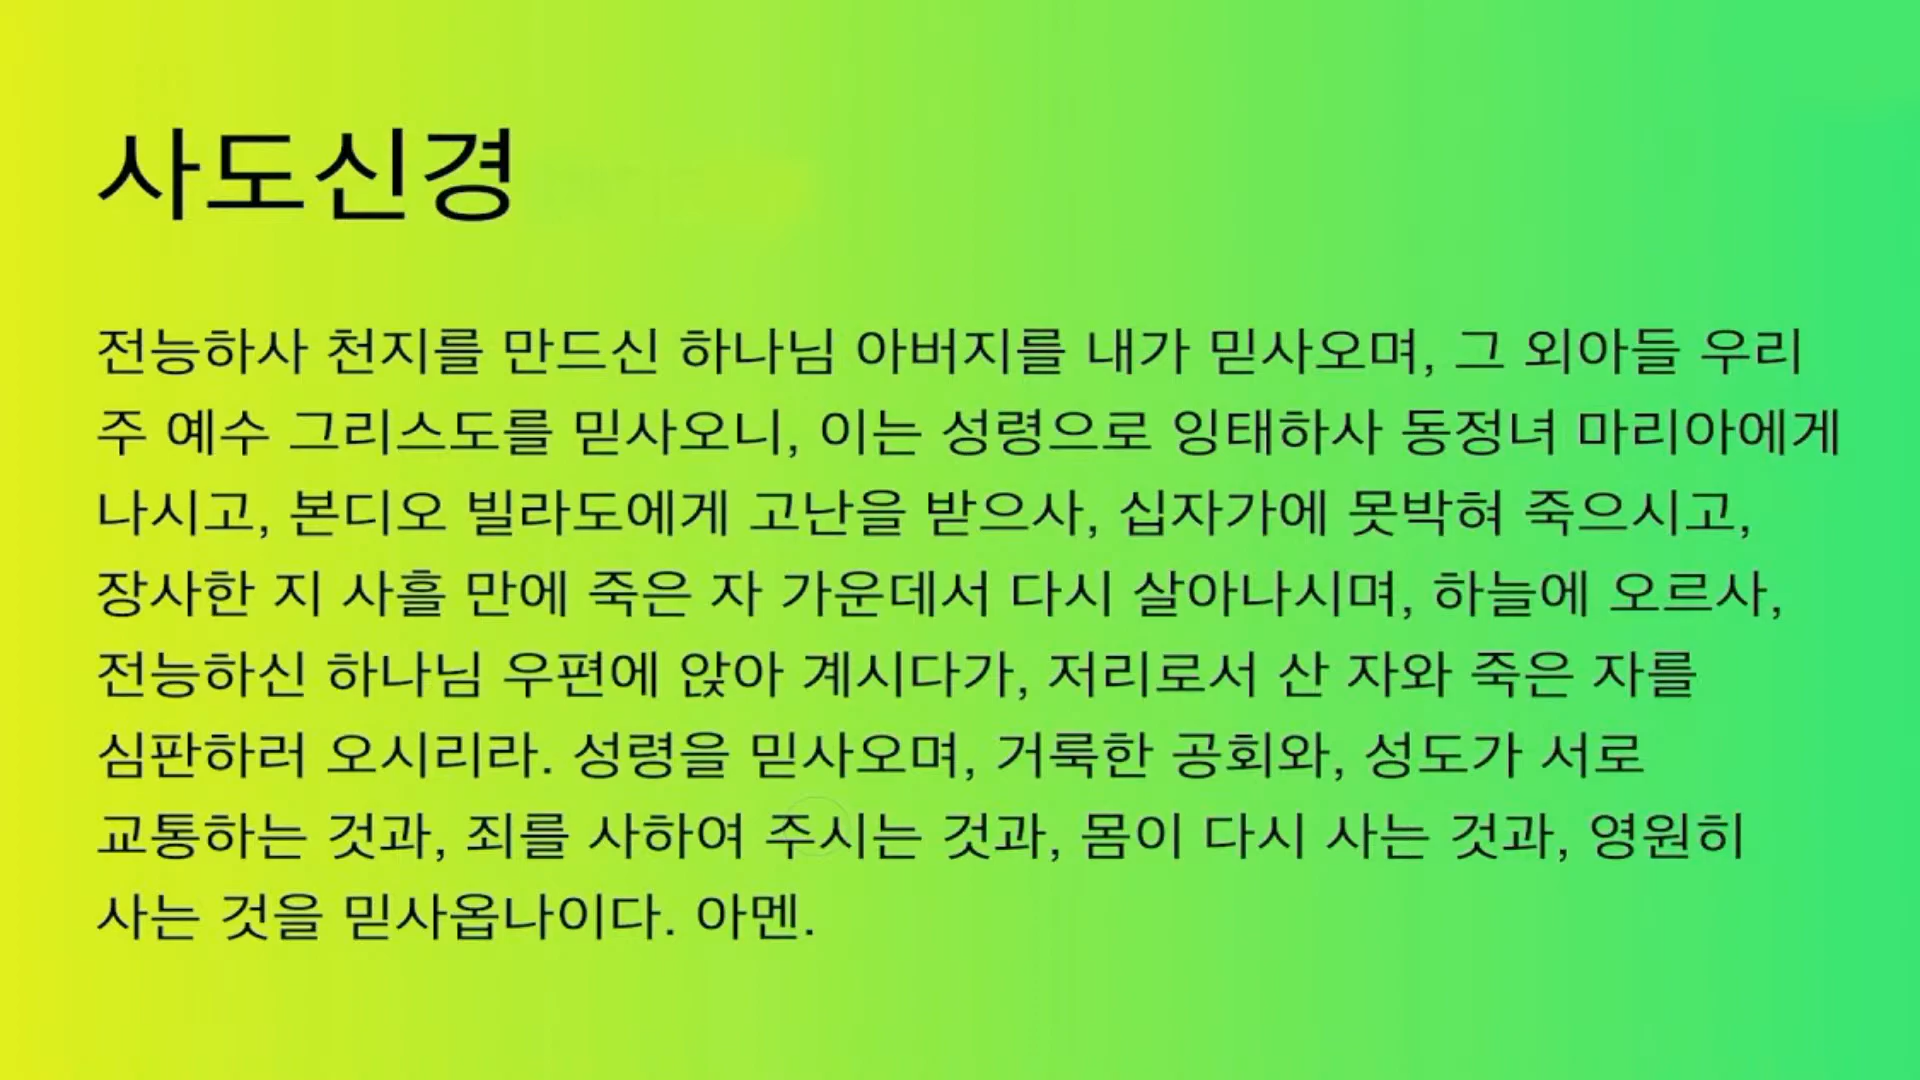 사도신경
전능하사 천지를 만드신 하나님 아버지를 내가 믿사오며, 그 외아들 우리
주 예수 그리스도를 믿사오니, 이는 성령으로 잉태하사 동정녀 마리아에게
나시고, 본디오 빌라도에게 고난을 받으사, 십자가에 못박혀 죽으시고,
장사한 지 사흘 만에 죽은 자 가운데서 다시 살아나시며, 하늘에 오르사,
전능하신 하나님 우편에 앉아 계시다가, 저리로서 산 자와 죽은 자를
심판하러 오시리라. 성령을 믿사오며, 거룩한 공회와, 성도가 서로
교통하는 것과, 죄를 사하여 주시는 것과, 몸이 다시 사는 것과, 영원히
사는 것을 믿사옵나이다. 아멘.